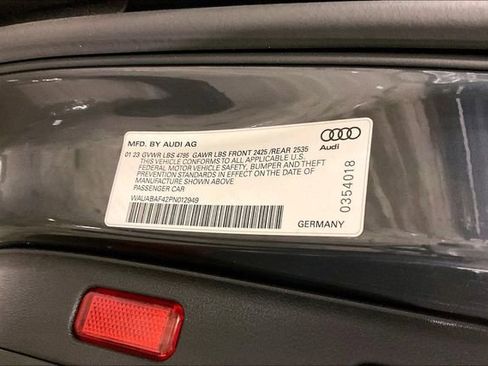 MFD. BY AUDI AG
01 23 GVWR LBS 4795 GAWR LBS FRONT 2425/REAR 2535
THIS VEHICLE CONFORMS TO ALL APPLICABLE U.S.
FEDERAL MOTOR VEHICLE SAFETY, BUMPER AND THEFT
PREVENTION STANDARDS IN EFFECT ON THE DATE OF
MANUFACTURE SHOWN ABOVE
PASSENGER CAR
WAUABAF42PN012949
Audi
0354018
GERMANY